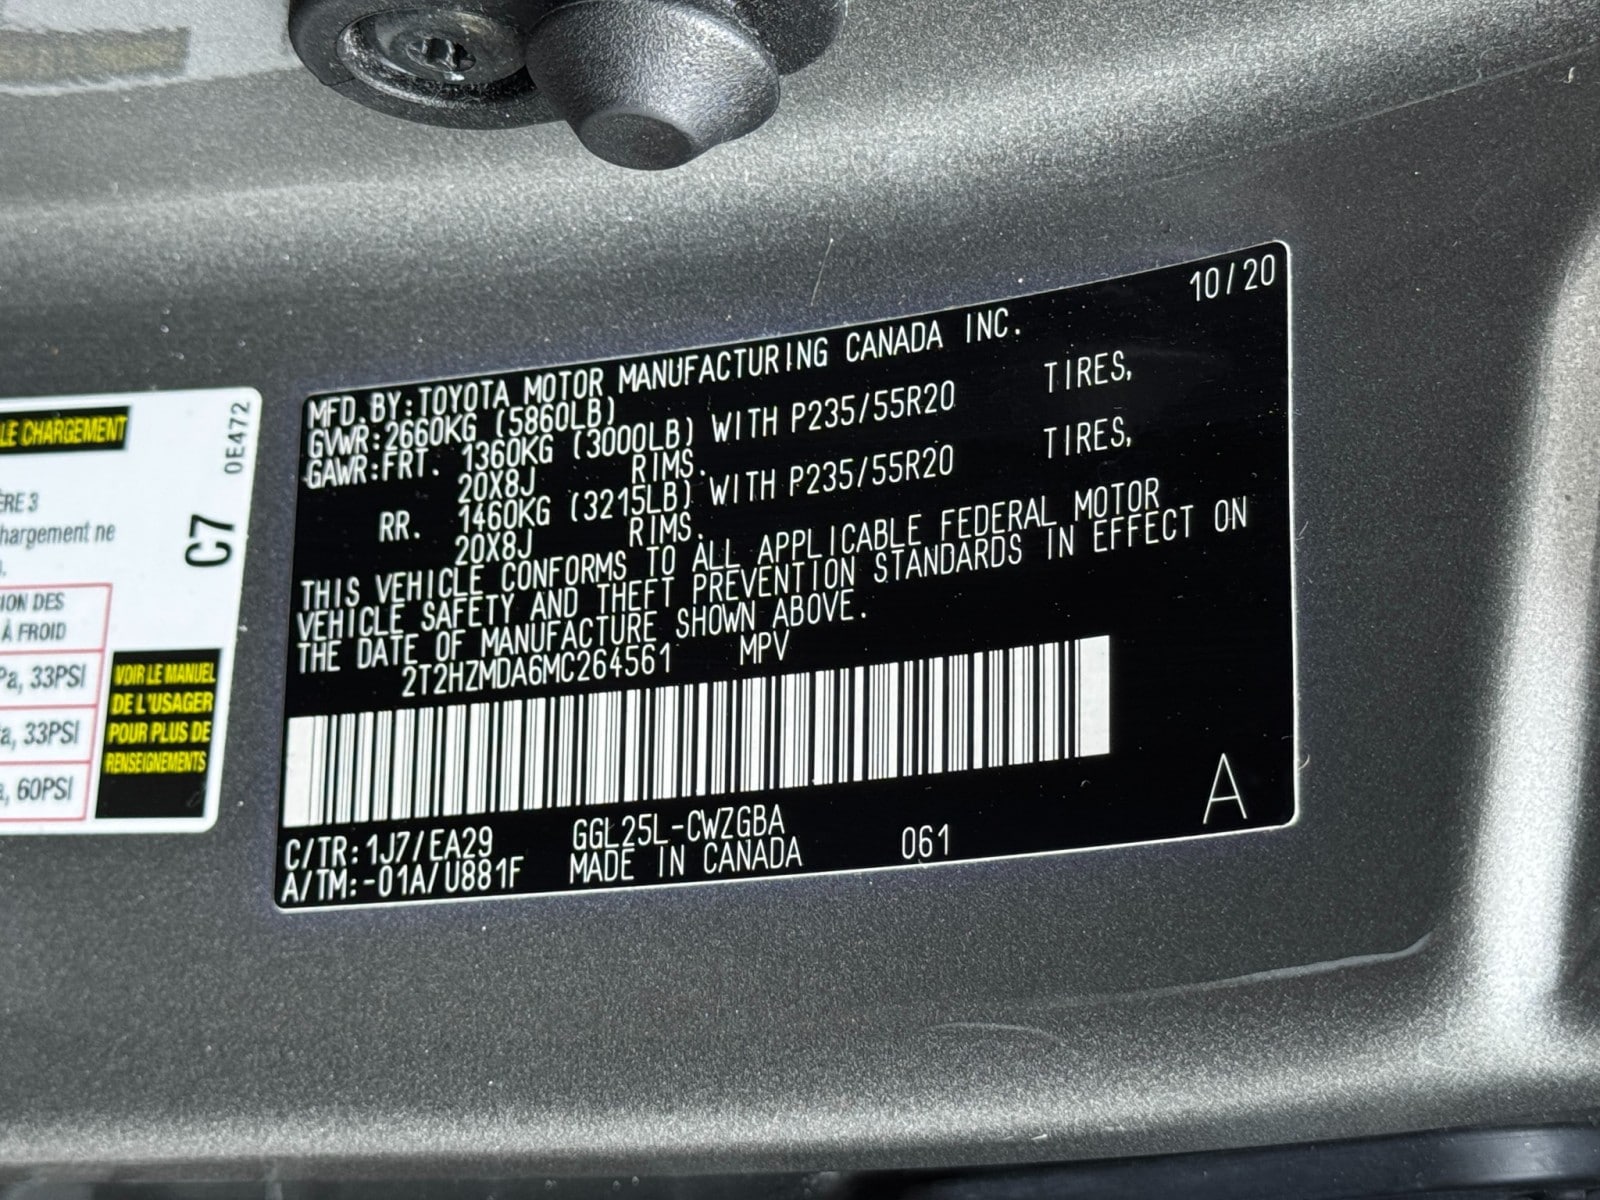 LE CHARGEMENT
0E472
C7
ÈRE 3
hargement ne
ION DES
À FROID
Pa, 33PSI
a, 33PSI
a, 60PSI
VOIR LE MANUEL
DE L'USAGER
POUR PLUS DE
RENSEIGNEMENTS
10/20
MFD.BY:TOYOTA MOTOR MANUFACTURING CANADA INC.
GVWR:2660KG (5860LB)
GAWR:FRT. 1360KG (3000LB) WITH P235/55R20 TIRES,
20X8J RIMS.
RR. 1460KG (3215LB) WITH P235/55R20 TIRES,
20X8J RIMS.
THIS VEHICLE CONFORMS TO ALL APPLICABLE FEDERAL MOTOR
VEHICLE SAFETY AND THEFT PREVENTION STANDARDS IN EFFECT ON
THE DATE OF MANUFACTURE SHOWN ABOVE.
2T2HZMDA6MC264561 MPV
C/TR:1J7/EA29 GGL25L-CWZGBA
A/TM:-01A/U881F MADE IN CANADA 061
A